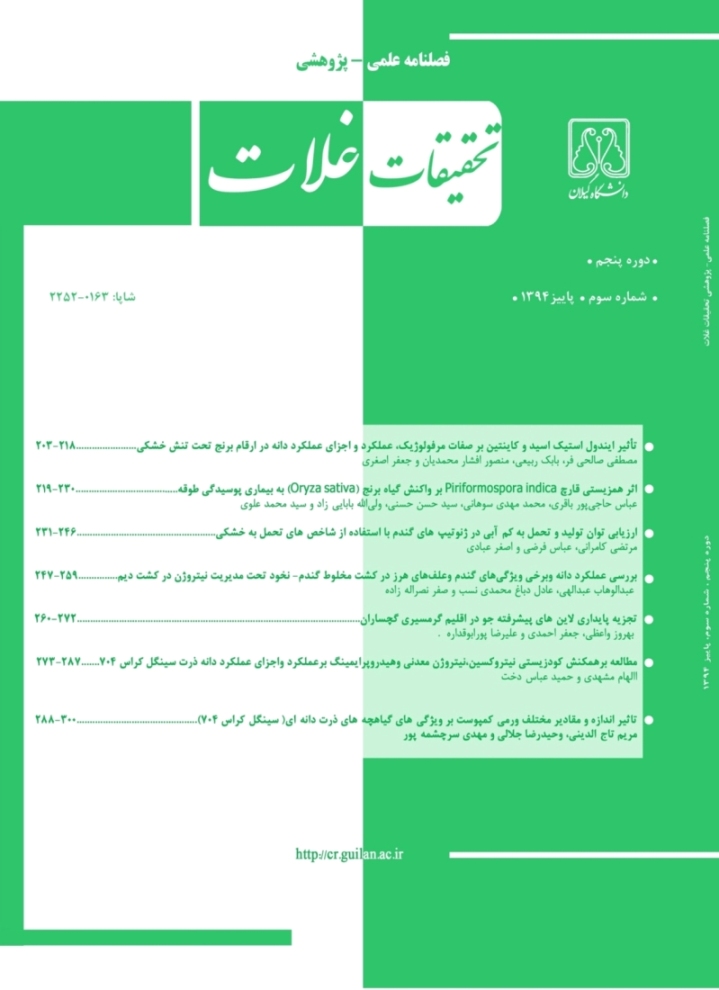 فصلنامه علمی - پژوهشی
تحقیقات غلات
دانشگاه گیلان
• دوره پنجم •
• شماره سوم • پاییز ۱۳۹۴ •
شاپا: ۰۱۶۳-۲۲۵۲
تأثیر ایندول استیک اسید و کاینتین بر صفات مرفولوژیک، عملکرد و اجزای عملکرد دانه در ارقام برنج تحت تنش خشکی.......................۲۱۸-۲۰۳
مصطفی صالحی فر، بابک ربیعی، منصور افشار محمدیان و جعفر اصغری
اثر همزیستی قارچ Piriformospora indica بر واکنش گیاه برنج (Oryza sativa) به بیماری پوسیدگی طوقه.......................................۲۳۰-۲۱۹
عباس حاجی‌پور باقری، محمد مهدی سوهانی، سید حسن حسنی، ولی‌الله بابایی زاد و سید محمد علوی
ارزیابی توان تولید و تحمل به کم آبی در ژنوتیپ های گندم با استفاده از شاخص های تحمل به خشکی.....................................................۲۴۶-۲۳۱
مرتضی کامرانی، عباس فرضی و اصغر عبادی
بررسی عملکرد دانه وبرخی ویژگی‌های گندم وعلف‌های هرز در کشت مخلوط گندم- نخود تحت مدیریت نیتروژن در کشت دیم...............۲۵۹-۲۴۷
عبدالوهاب عبدالهی، عادل دباغ محمدی نسب و صفر نصراله زاده
تجزیه پایداری لاین های پیشرفته جو در اقلیم گرمسیری گچساران...........................................................................................................۲۷۲-۲۶۰
بهروز واعظی، جعفر احمدی و علیرضا پورابوقداره .
مطالعه برهمکنش کودزیستی نیتروکسین،نیتروژن معدنی وهیدروپرایمینگ برعملکرد واجزای عملکرد دانه ذرت سینگل کراس ۷۰۴.......۲۸۷-۲۷۳
االهام مشهدی و حمید عباس دخت
تاثیر اندازه و مقادیر مختلف ورمی کمپوست بر ویژگی های گیاهچه های ذرت دانه ای( سینگل کراس ۷۰۴)..............................................۳۰۰-۲۸۸
مریم تاج الدینی، وحیدرضا جلالی و مهدی سرچشمه پور
http://cr.guilan.ac.ir
فصلنامه علمی- پژوهشی تحقیقات غلات
دوره پنجم ، شماره سوم، پاییز ۱۳۹۴